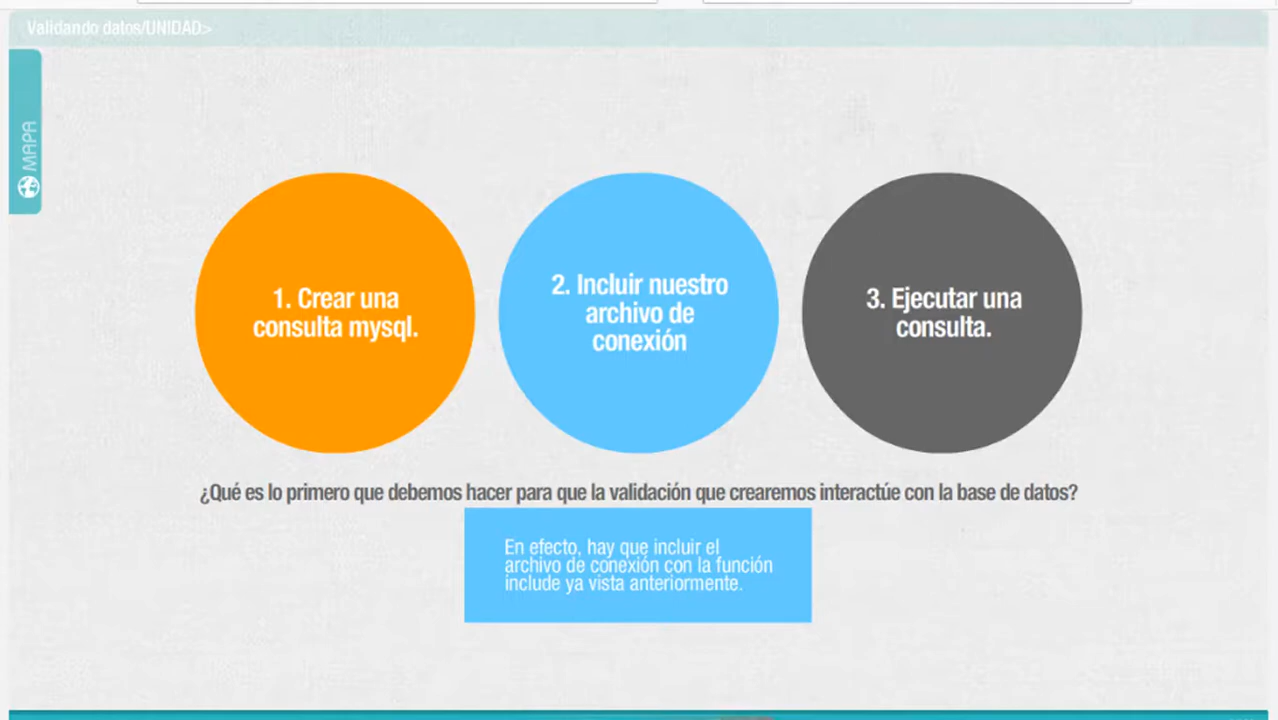 Validando datos/UNIDAD>
MAPA
1. Crear una
consulta mysql.
2. Incluir nuestro
archivo de
conexión
3. Ejecutar una
consulta.
¿Qué es lo primero que debemos hacer para que la validación que crearemos interactúe con la base de datos?
En efecto, hay que incluir el
archivo de conexión con la función
include ya vista anteriormente.